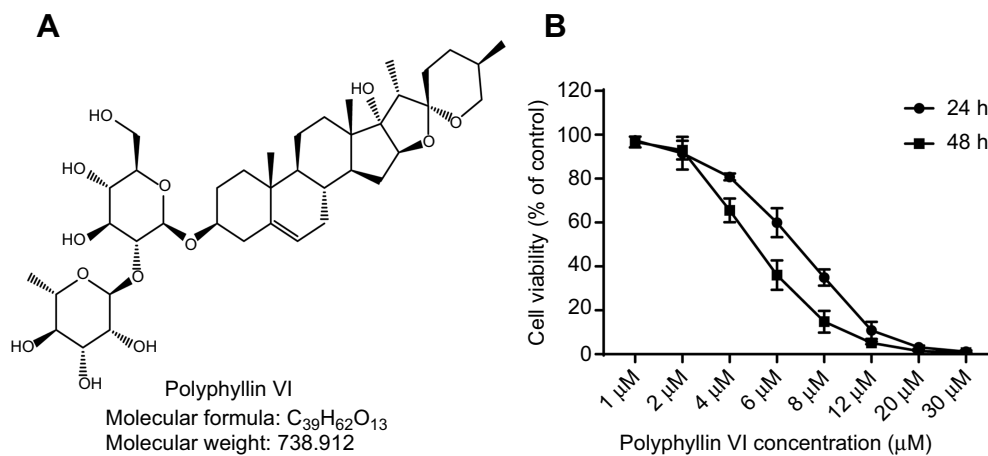 A
HO
HO
HO
O
O
O
O
HO
OH
OH
HO
O
O
Polyphyllin VI
Molecular formula: C₃₉H₆₂O₁₃
Molecular weight: 738.912
B
Cell viability (% of control)
120
100
80
60
40
20
0
24 h
48 h
1 μM
2 μM
4 μM
6 μM
8 μM
12 μM
20 μM
30 μM
Polyphyllin VI concentration (μM)